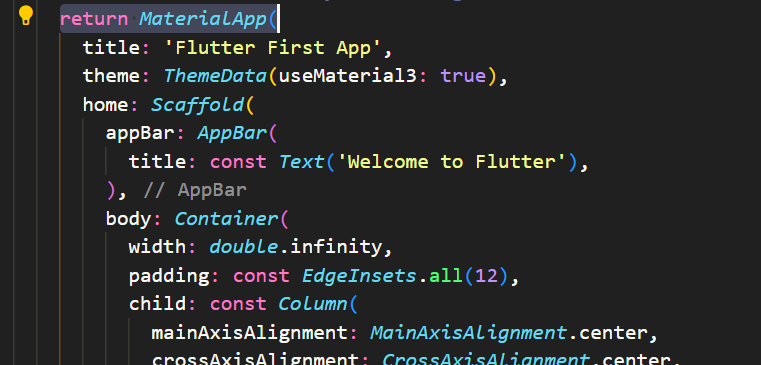 return MaterialApp(
title: 'Flutter First App',
theme: ThemeData(useMaterial3: true),
home: Scaffold(
appBar: AppBar(
title: const Text('Welcome to Flutter'),
), // AppBar
body: Container(
width: double.infinity,
padding: const EdgeInsets.all(12),
child: const Column(
mainAxisAlignment: MainAxisAlignment.center,
crossAxisAlignment: CrossAxisAlignment.center,